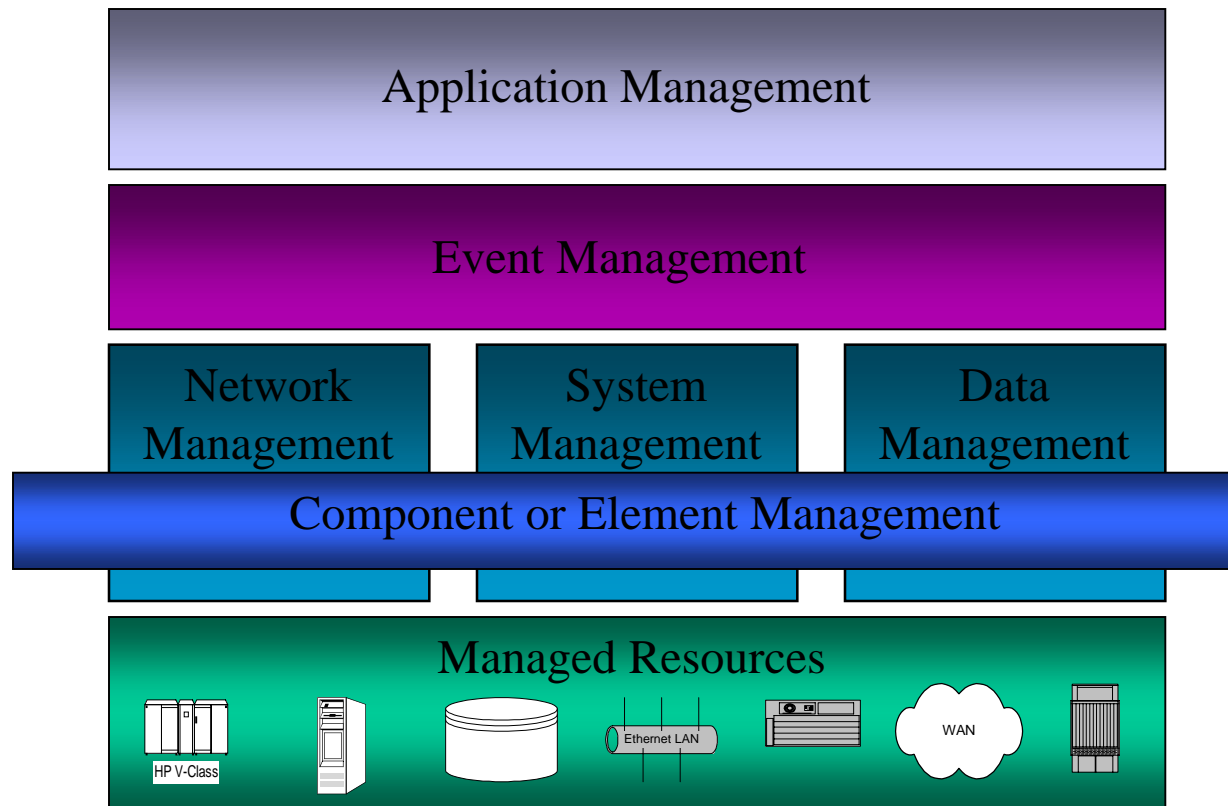 Application Management
Event Management
Network
Management
System
Management
Data
Management
Component or Element Management
Managed Resources
HP V-Class
Ethernet LAN
WAN